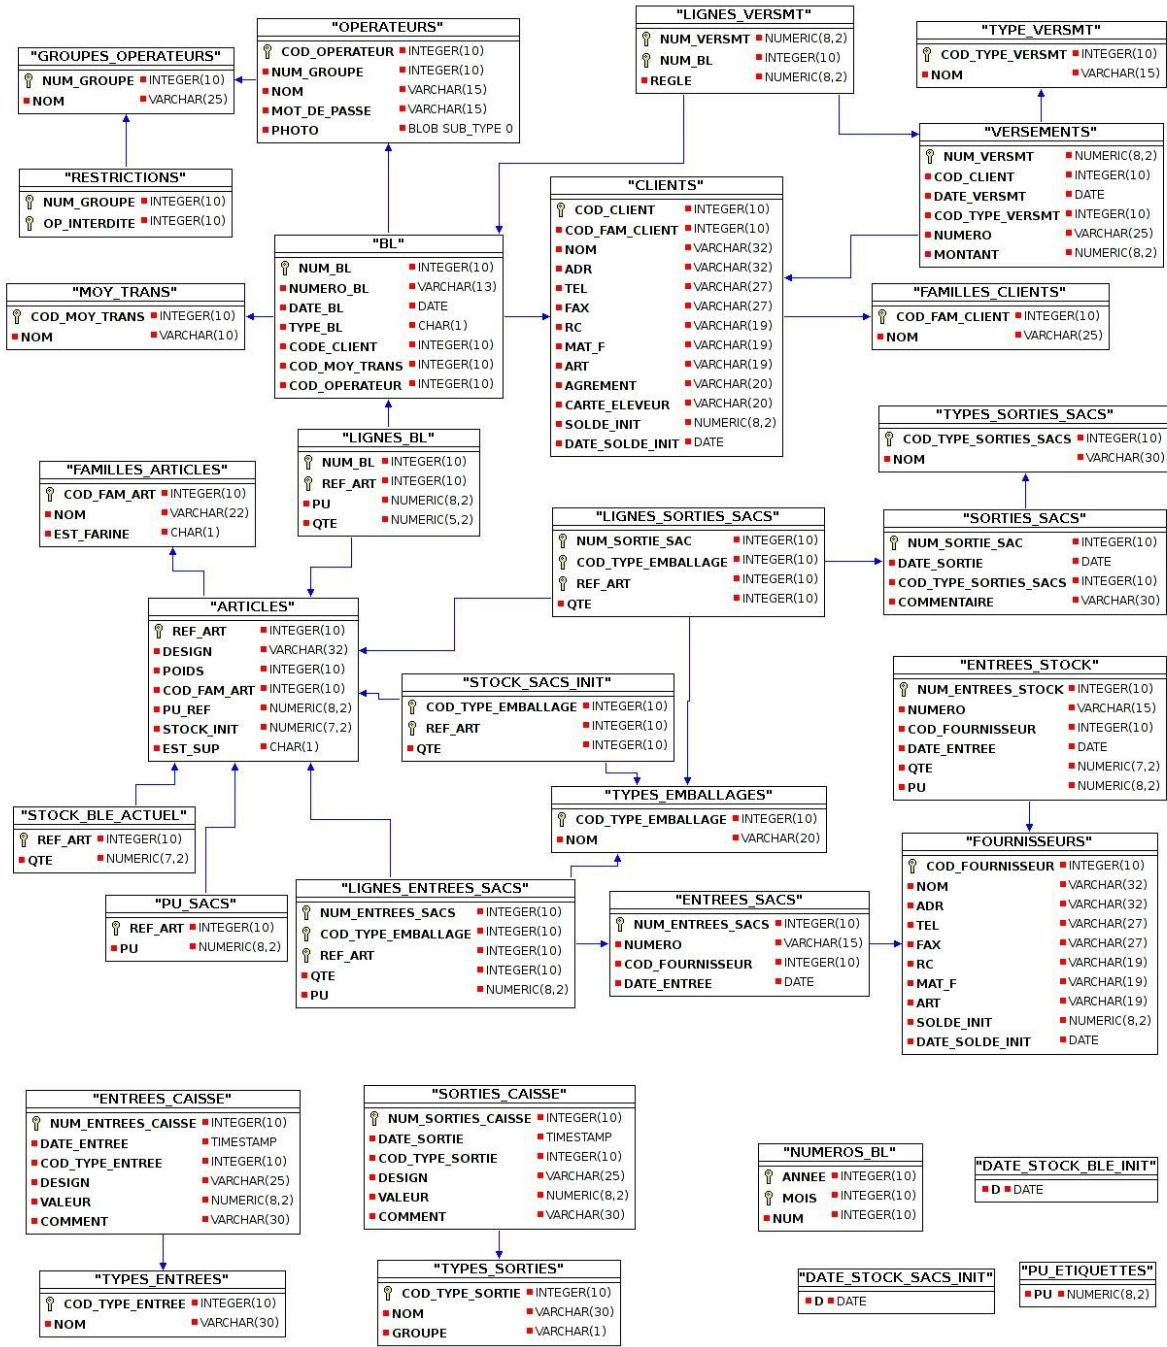 "GROUPES_OPERATEURS"
NUM_GROUPE INTEGER(10)
NOM VARCHAR(25)
"OPERATEURS"
COD_OPERATEUR INTEGER(10)
NUM_GROUPE INTEGER(10)
NOM VARCHAR(15)
MOT_DE_PASSE VARCHAR(15)
PHOTO BLOB SUB_TYPE 0
"LIGNES_VERSMT"
NUM_VERSMT NUMERIC(8,2)
NUM_BL INTEGER(10)
REGLE NUMERIC(8,2)
"TYPE_VERSMT"
COD_TYPE_VERSMT INTEGER(10)
NOM VARCHAR(15)
"VERSEMENTS"
NUM_VERSMT NUMERIC(8,2)
COD_CLIENT INTEGER(10)
DATE_VERSMT DATE
COD_TYPE_VERSMT INTEGER(10)
NUMERO VARCHAR(25)
MONTANT NUMERIC(8,2)
"RESTRICTIONS"
NUM_GROUPE INTEGER(10)
OP_INTERDITE INTEGER(10)
"CLIENTS"
COD_CLIENT INTEGER(10)
COD_FAM_CLIENT INTEGER(10)
NOM VARCHAR(32)
ADR VARCHAR(32)
TEL VARCHAR(27)
FAX VARCHAR(27)
RC VARCHAR(19)
MAT_F VARCHAR(19)
ART VARCHAR(19)
AGREMENT VARCHAR(20)
CARTE_ELEVEUR VARCHAR(20)
SOLDE_INIT NUMERIC(8,2)
DATE_SOLDE_INIT DATE
"BL"
NUM_BL INTEGER(10)
NUMERO_BL VARCHAR(13)
DATE_BL DATE
TYPE_BL CHAR(1)
CODE_CLIENT INTEGER(10)
COD_MOY_TRANS INTEGER(10)
COD_OPERATEUR INTEGER(10)
"MOY_TRANS"
COD_MOY_TRANS INTEGER(10)
NOM VARCHAR(10)
"FAMILLES_CLIENTS"
COD_FAM_CLIENT INTEGER(10)
NOM VARCHAR(25)
"TYPES_SORTIES_SACS"
COD_TYPE_SORTIES_SACS INTEGER(10)
NOM VARCHAR(30)
"LIGNES_BL"
NUM_BL INTEGER(10)
REF_ART INTEGER(10)
PU NUMERIC(8,2)
QTE NUMERIC(5,2)
"FAMILLES_ARTICLES"
COD_FAM_ART INTEGER(10)
NOM VARCHAR(22)
EST_FARINE CHAR(1)
"LIGNES_SORTIES_SACS"
NUM_SORTIE_SAC INTEGER(10)
COD_TYPE_EMBALLAGE INTEGER(10)
REF_ART INTEGER(10)
QTE INTEGER(10)
"SORTIES_SACS"
NUM_SORTIE_SAC INTEGER(10)
DATE_SORTIE DATE
COD_TYPE_SORTIES_SACS INTEGER(10)
COMMENTAIRE VARCHAR(30)
"ARTICLES"
REF_ART INTEGER(10)
DESIGN VARCHAR(32)
POIDS INTEGER(10)
COD_FAM_ART INTEGER(10)
PU_REF NUMERIC(8,2)
STOCK_INIT NUMERIC(7,2)
EST_SUP CHAR(1)
"STOCK_SACS_INIT"
COD_TYPE_EMBALLAGE INTEGER(10)
REF_ART INTEGER(10)
QTE INTEGER(10)
"ENTREES_STOCK"
NUM_ENTREES_STOCK INTEGER(10)
NUMERO VARCHAR(15)
COD_FOURNISSEUR INTEGER(10)
DATE_ENTREE DATE
QTE NUMERIC(7,2)
PU NUMERIC(8,2)
"TYPES_EMBALLAGES"
COD_TYPE_EMBALLAGE INTEGER(10)
NOM VARCHAR(20)
"STOCK_BLE_ACTUEL"
REF_ART INTEGER(10)
QTE NUMERIC(7,2)
"FOURNISSEURS"
COD_FOURNISSEUR INTEGER(10)
NOM VARCHAR(32)
ADR VARCHAR(32)
TEL VARCHAR(27)
FAX VARCHAR(27)
RC VARCHAR(19)
MAT_F VARCHAR(19)
ART VARCHAR(19)
SOLDE_INIT NUMERIC(8,2)
DATE_SOLDE_INIT DATE
"PU_SACS"
REF_ART INTEGER(10)
PU NUMERIC(8,2)
"LIGNES_ENTREES_SACS"
NUM_ENTREES_SACS INTEGER(10)
COD_TYPE_EMBALLAGE INTEGER(10)
REF_ART INTEGER(10)
QTE INTEGER(10)
PU NUMERIC(8,2)
"ENTREES_SACS"
NUM_ENTREES_SACS INTEGER(10)
NUMERO VARCHAR(15)
COD_FOURNISSEUR INTEGER(10)
DATE_ENTREE DATE
"ENTREES_CAISSE"
NUM_ENTREES_CAISSE INTEGER(10)
DATE_ENTREE TIMESTAMP
COD_TYPE_ENTREE INTEGER(10)
DESIGN VARCHAR(25)
VALEUR NUMERIC(8,2)
COMMENT VARCHAR(30)
"SORTIES_CAISSE"
NUM_SORTIES_CAISSE INTEGER(10)
DATE_SORTIE TIMESTAMP
COD_TYPE_SORTIE INTEGER(10)
DESIGN VARCHAR(25)
VALEUR NUMERIC(8,2)
COMMENT VARCHAR(30)
"NUMEROS_BL"
ANNEE INTEGER(10)
MOIS INTEGER(10)
NUM INTEGER(10)
"DATE_STOCK_BLE_INIT"
D DATE
"TYPES_ENTREES"
COD_TYPE_ENTREE INTEGER(10)
NOM VARCHAR(30)
"TYPES_SORTIES"
COD_TYPE_SORTIE INTEGER(10)
NOM VARCHAR(30)
GROUPE VARCHAR(1)
"DATE_STOCK_SACS_INIT"
D DATE
"PU_ETIQUETTES"
PU NUMERIC(8,2)